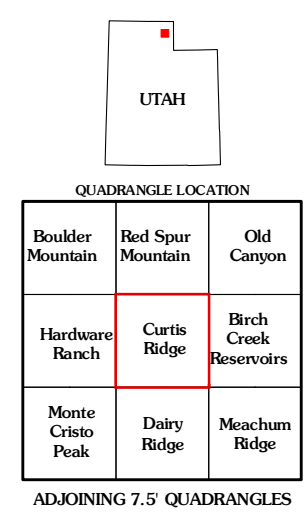 UTAH
QUADRANGLE LOCATION
Boulder
Mountain
Red Spur
Mountain
Old
Canyon
Hardware
Ranch
Curtis
Ridge
Birch
Creek
Reservoirs
Monte
Cristo
Peak
Dairy
Ridge
Meachum
Ridge
ADJOINING 7.5' QUADRANGLES